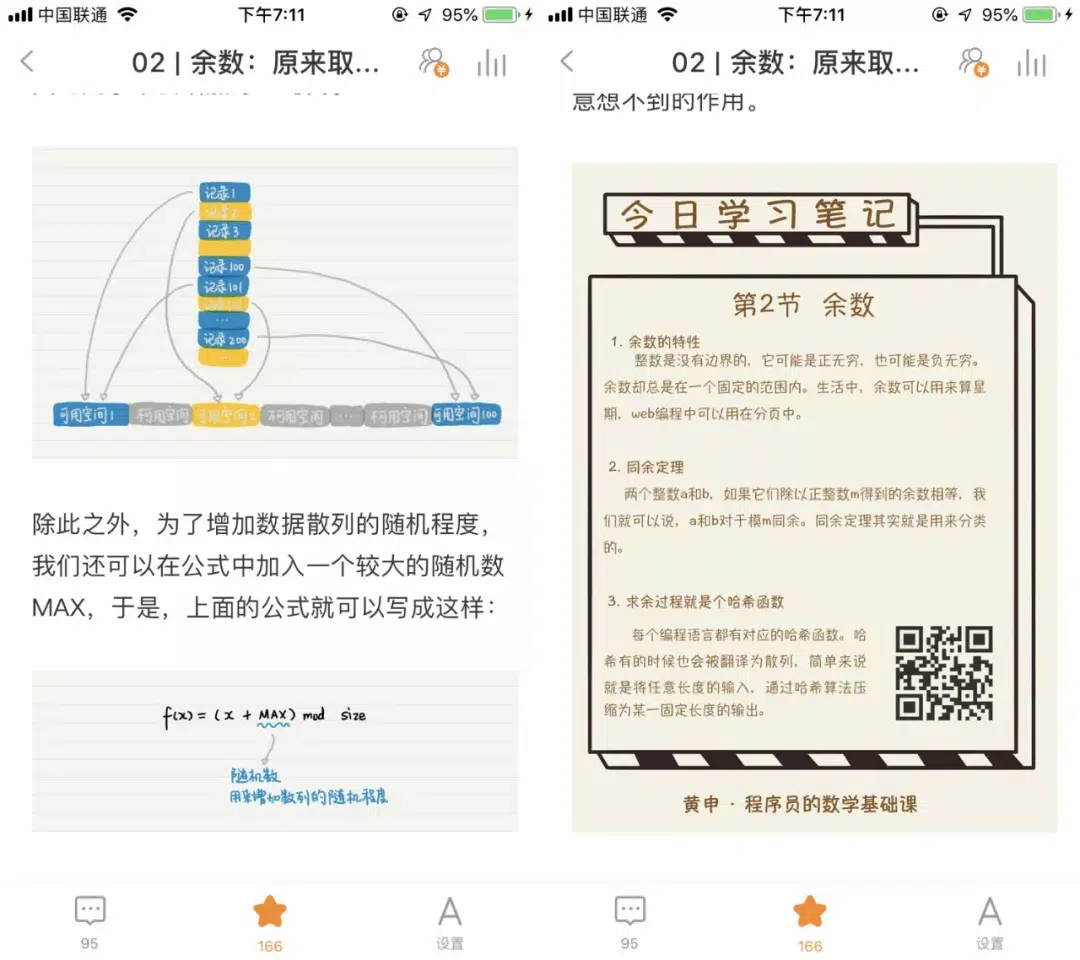 中国联通
下午7:11
95%
02 | 余数：原来取...
记录1
记录2
记录3
记录100
记录101
...
记录200
...
可用空间1
不可用空间
可用空间2
不可用空间
...
不可用空间
可用空间100
除此之外，为了增加数据散列的随机程度，
我们还可以在公式中加入一个较大的随机数
MAX，于是，上面的公式就可以写成这样：
f(x) = (x + MAX) mod size
随机数
用来增加数列的随机程度
95
166
设置
中国联通
下午7:11
95%
02 | 余数：原来取...
意想不到的作用。
今日学习笔记
第2节 余数
1. 余数的特性
整数是没有边界的，它可能是正无穷，也可能是负无穷。
余数却总是在一个固定的范围内。生活中，余数可以用来算星
期，web编程中可以用在分页中。
2. 同余定理
两个整数a和b，如果它们除以正整数m得到的余数相等，我
们就可以说，a和b对于模m同余。同余定理其实就是用来分类
的。
3. 求余过程就是个哈希函数
每个编程语言都有对应的哈希函数。哈
希有的时候也会被翻译为散列，简单来说
就是将任意长度的输入，通过哈希算法压
缩为某一固定长度的输出。
黄申 · 程序员的数学基础课
95
166
设置